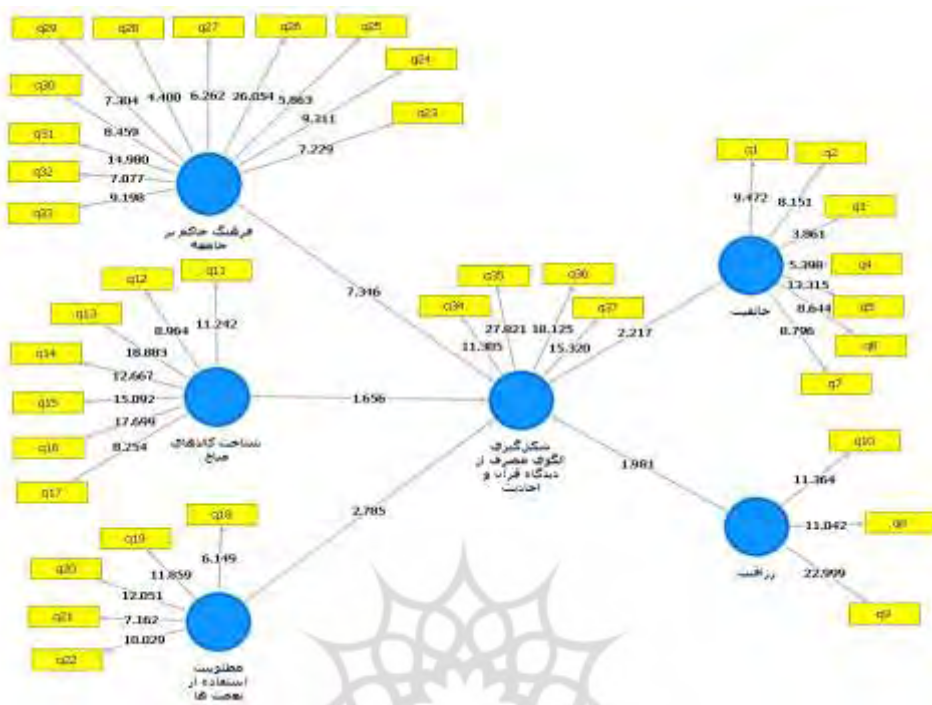 q29
q28
q27
q26
q25
q24
q23
q30
q31
q32
q33
7.304
4.400
6.262
26.054
5.863
9.311
7.229
8.459
14.980
7.077
9.198
فرهنگ حاکم بر
جامعه
q11
q12
q13
q14
q15
q16
q17
11.242
8.964
18.883
12.667
15.092
17.699
8.254
شناخت کالاهای
مباح
q18
q19
q20
q21
q22
6.149
11.859
12.051
7.162
10.029
مطلوبیت
استفاده از
نعمت ها
7.346
1.656
2.785
q34
q35
q36
q37
11.385
27.821
18.125
15.320
شکل‌گیری
الگوی مصرف از
دیدگاه قرآن و
احادیث
2.217
1.981
q1
q2
q3
q4
q5
q6
q7
9.472
8.151
3.861
5.398
13.315
8.644
8.796
خالقیت
q10
q8
q9
11.364
11.042
22.999
رزاقیت